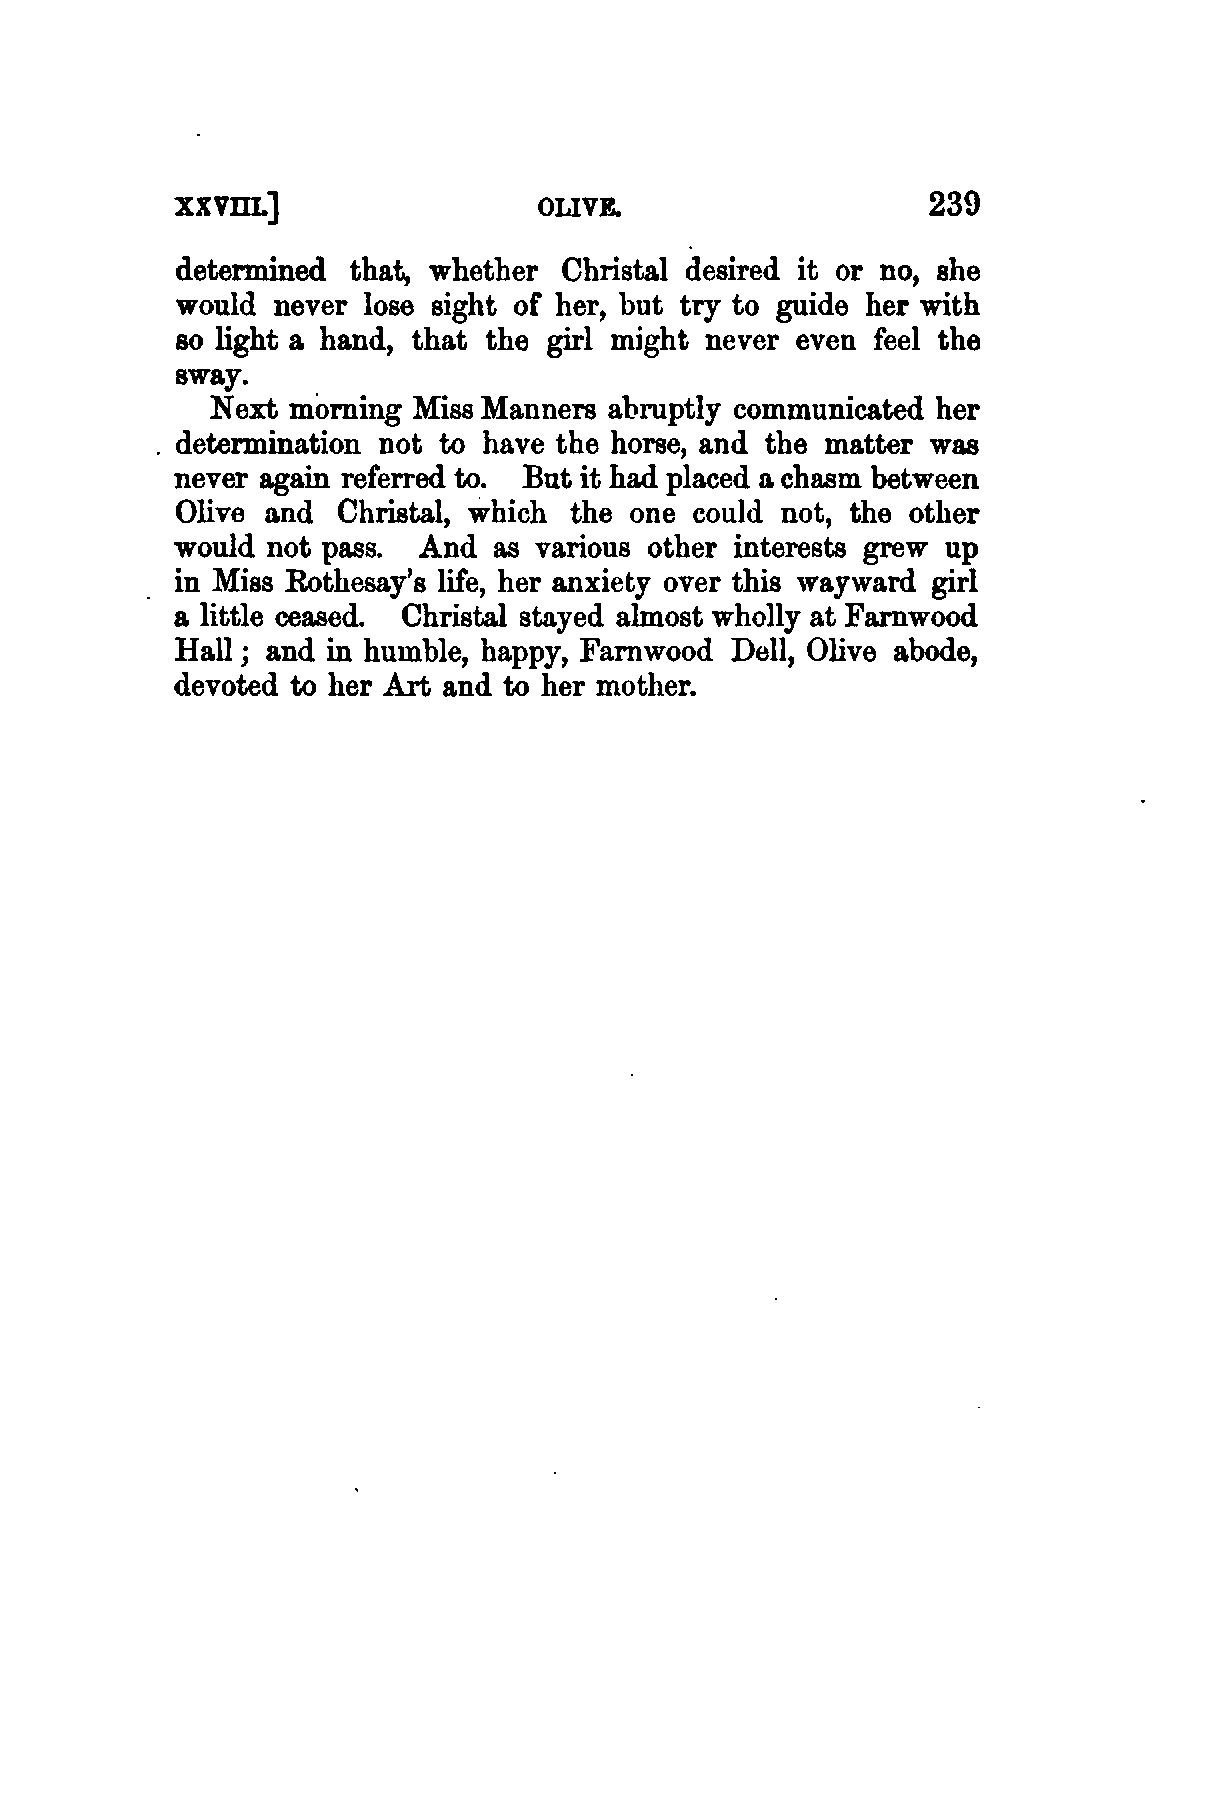 XXVIII.] OLIVE. 239
determined that, whether Christal desired it or no, she
would never lose sight of her, but try to guide her with
so light a hand, that the girl might never even feel the
sway.
Next morning Miss Manners abruptly communicated her
determination not to have the horse, and the matter was
never again referred to. But it had placed a chasm between
Olive and Christal, which the one could not, the other
would not pass. And as various other interests grew up
in Miss Rothesay's life, her anxiety over this wayward girl
a little ceased. Christal stayed almost wholly at Farnwood
Hall; and in humble, happy, Farnwood Dell, Olive abode,
devoted to her Art and to her mother.